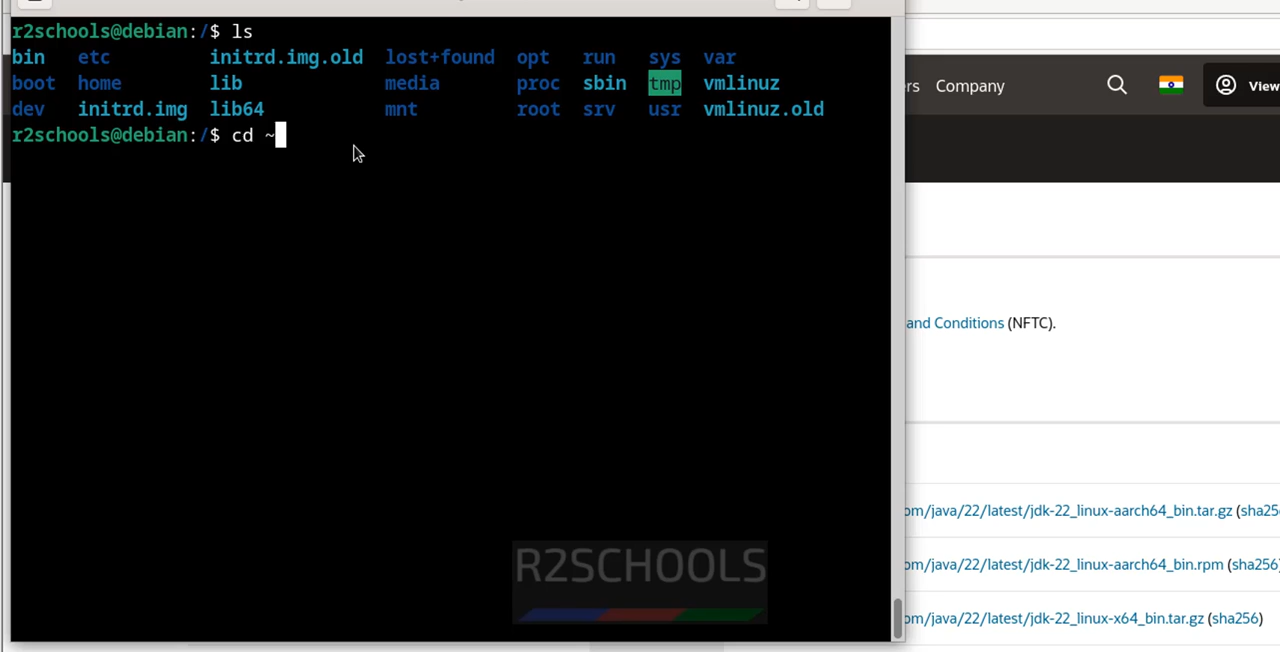 r2schools@debian:/$ ls
bin etc initrd.img.old lost+found opt run sys var
boot home lib media proc sbin tmp vmlinuz
dev initrd.img lib64 mnt root srv usr vmlinuz.old
r2schools@debian:/$ cd ~
R2SCHOOLS
rs Company View
and Conditions (NFTC).
om/java/22/latest/jdk-22_linux-aarch64_bin.tar.gz (sha25
om/java/22/latest/jdk-22_linux-aarch64_bin.rpm (sha256
om/java/22/latest/jdk-22_linux-x64_bin.tar.gz (sha256)